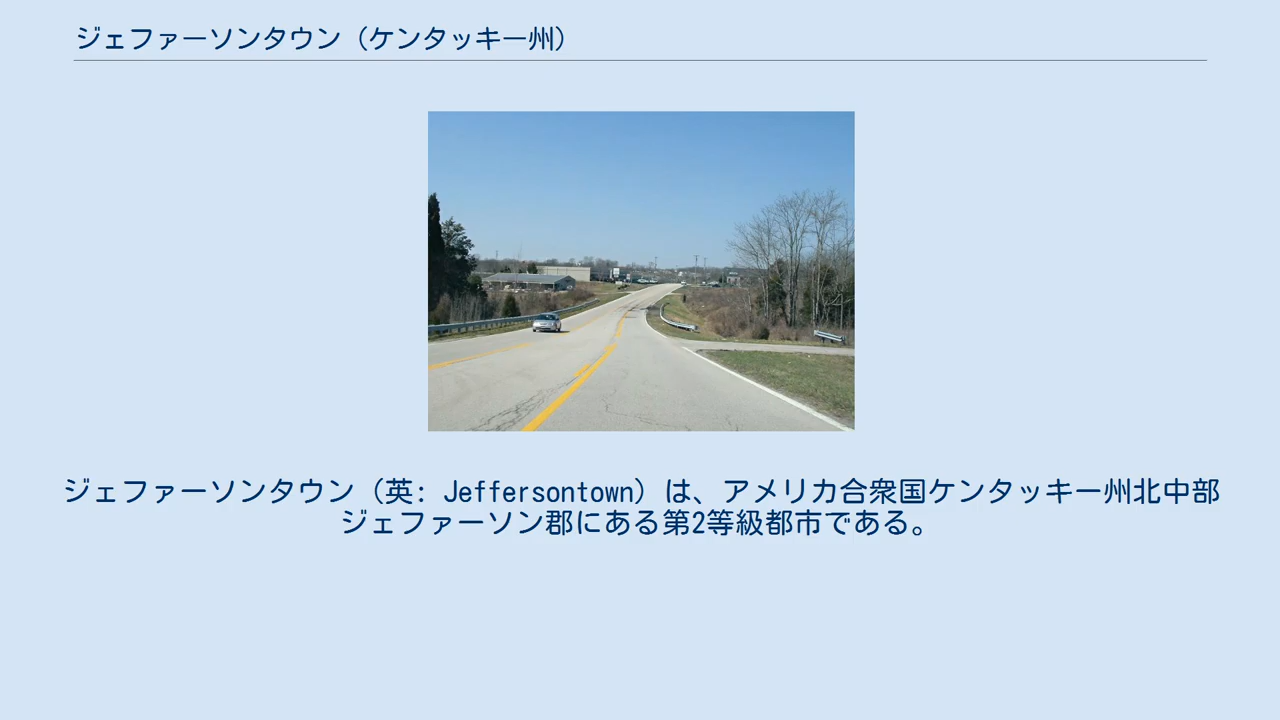 ジェファーソンタウン（ケンタッキー州）
ジェファーソンタウン（英: Jeffersontown）は、アメリカ合衆国ケンタッキー州北中部
ジェファーソン郡にある第2等級都市である。